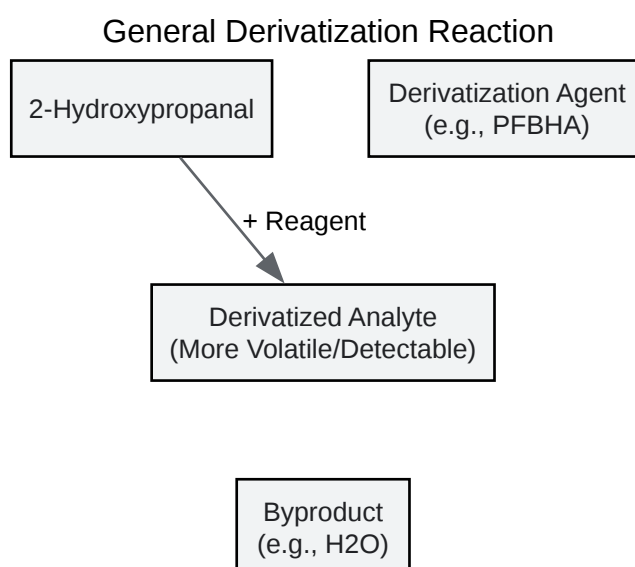 General Derivatization Reaction
2-Hydroxypropanal
Derivatization Agent
(e.g., PFBHA)
+ Reagent
Derivatized Analyte
(More Volatile/Detectable)
Byproduct
(e.g., H2O)